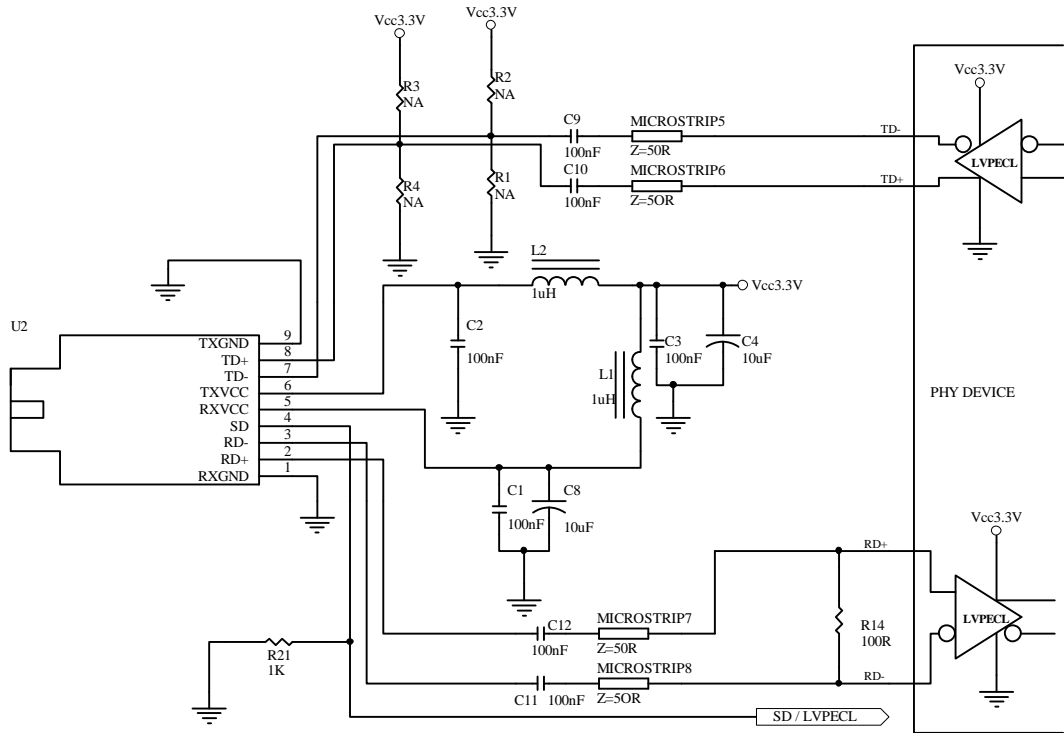 Vcc3.3V
Vcc3.3V
R3
NA
R2
NA
Vcc3.3V
C9
100nF
MICROSTRIP5
Z=50R
TD-
LVPECL
R4
NA
R1
NA
C10
100nF
MICROSTRIP6
Z=5OR
TD+
L2
1uH
Vcc3.3V
U2
C2
100nF
C3
100nF
C4
10uF
L1
1uH
PHY DEVICE
TXGND 9
TD+ 8
TD- 7
TXVCC 6
RXVCC 5
SD 4
RD- 3
RD+ 2
RXGND 1
C1
100nF
C8
10uF
Vcc3.3V
RD+
C12
100nF
MICROSTRIP7
Z=50R
R14
100R
LVPECL
R21
1K
C11
100nF
MICROSTRIP8
Z=5OR
RD-
SD / LVPECL